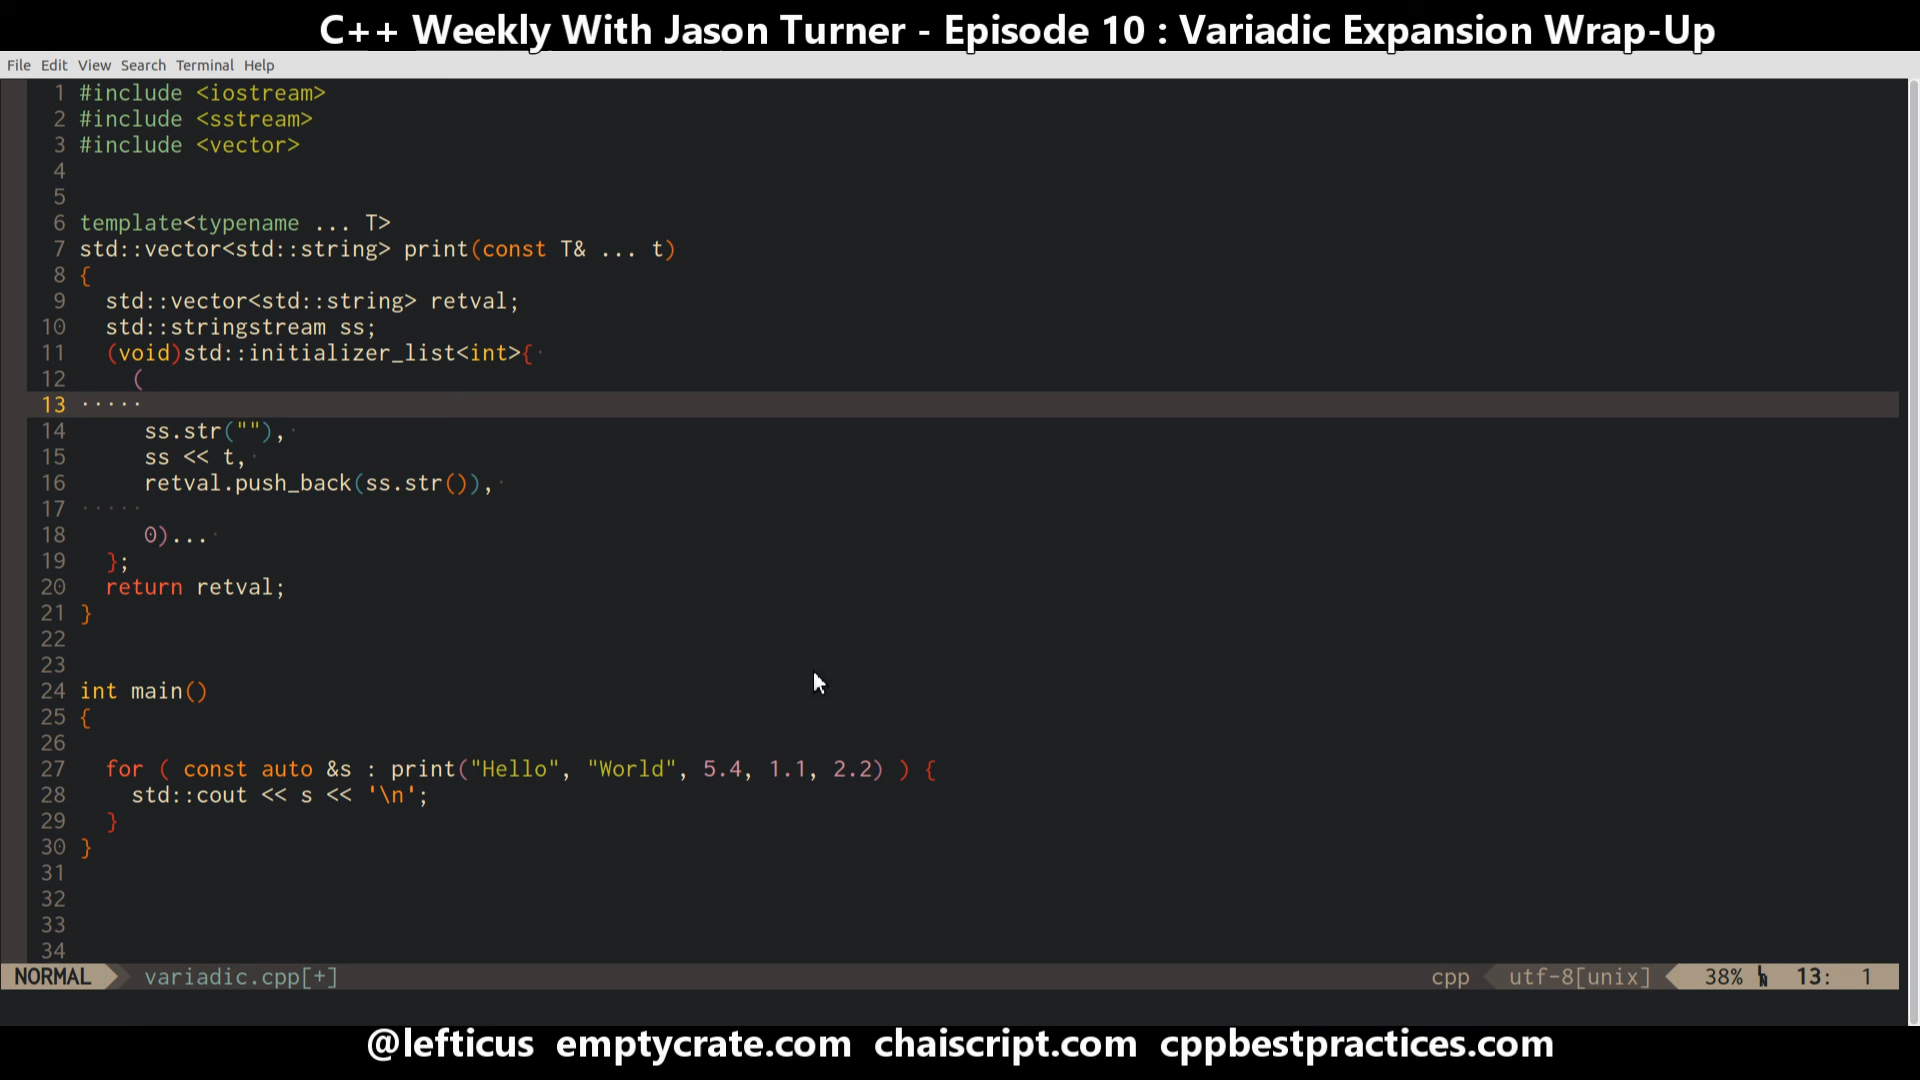 C++ Weekly With Jason Turner - Episode 10 : Variadic Expansion Wrap-Up
File Edit View Search Terminal Help
1 #include <iostream>
2 #include <sstream>
3 #include <vector>
4
5
6 template<typename ... T>
7 std::vector<std::string> print(const T& ... t)
8 {
9   std::vector<std::string> retval;
10   std::stringstream ss;
11   (void)std::initializer_list<int>{·
12     (
13 ·····
14      ss.str(""),·
15      ss << t,·
16      retval.push_back(ss.str()),·
17 ·····
18      0)...·
19   };
20   return retval;
21 }
22
23
24 int main()
25 {
26
27   for ( const auto &s : print("Hello", "World", 5.4, 1.1, 2.2) ) {
28     std::cout << s << '\n';
29   }
30 }
31
32
33
34
NORMAL variadic.cpp[+] cpp utf-8[unix] 38% 13: 1
@lefticus emptycrate.com chaiscript.com cppbestpractices.com